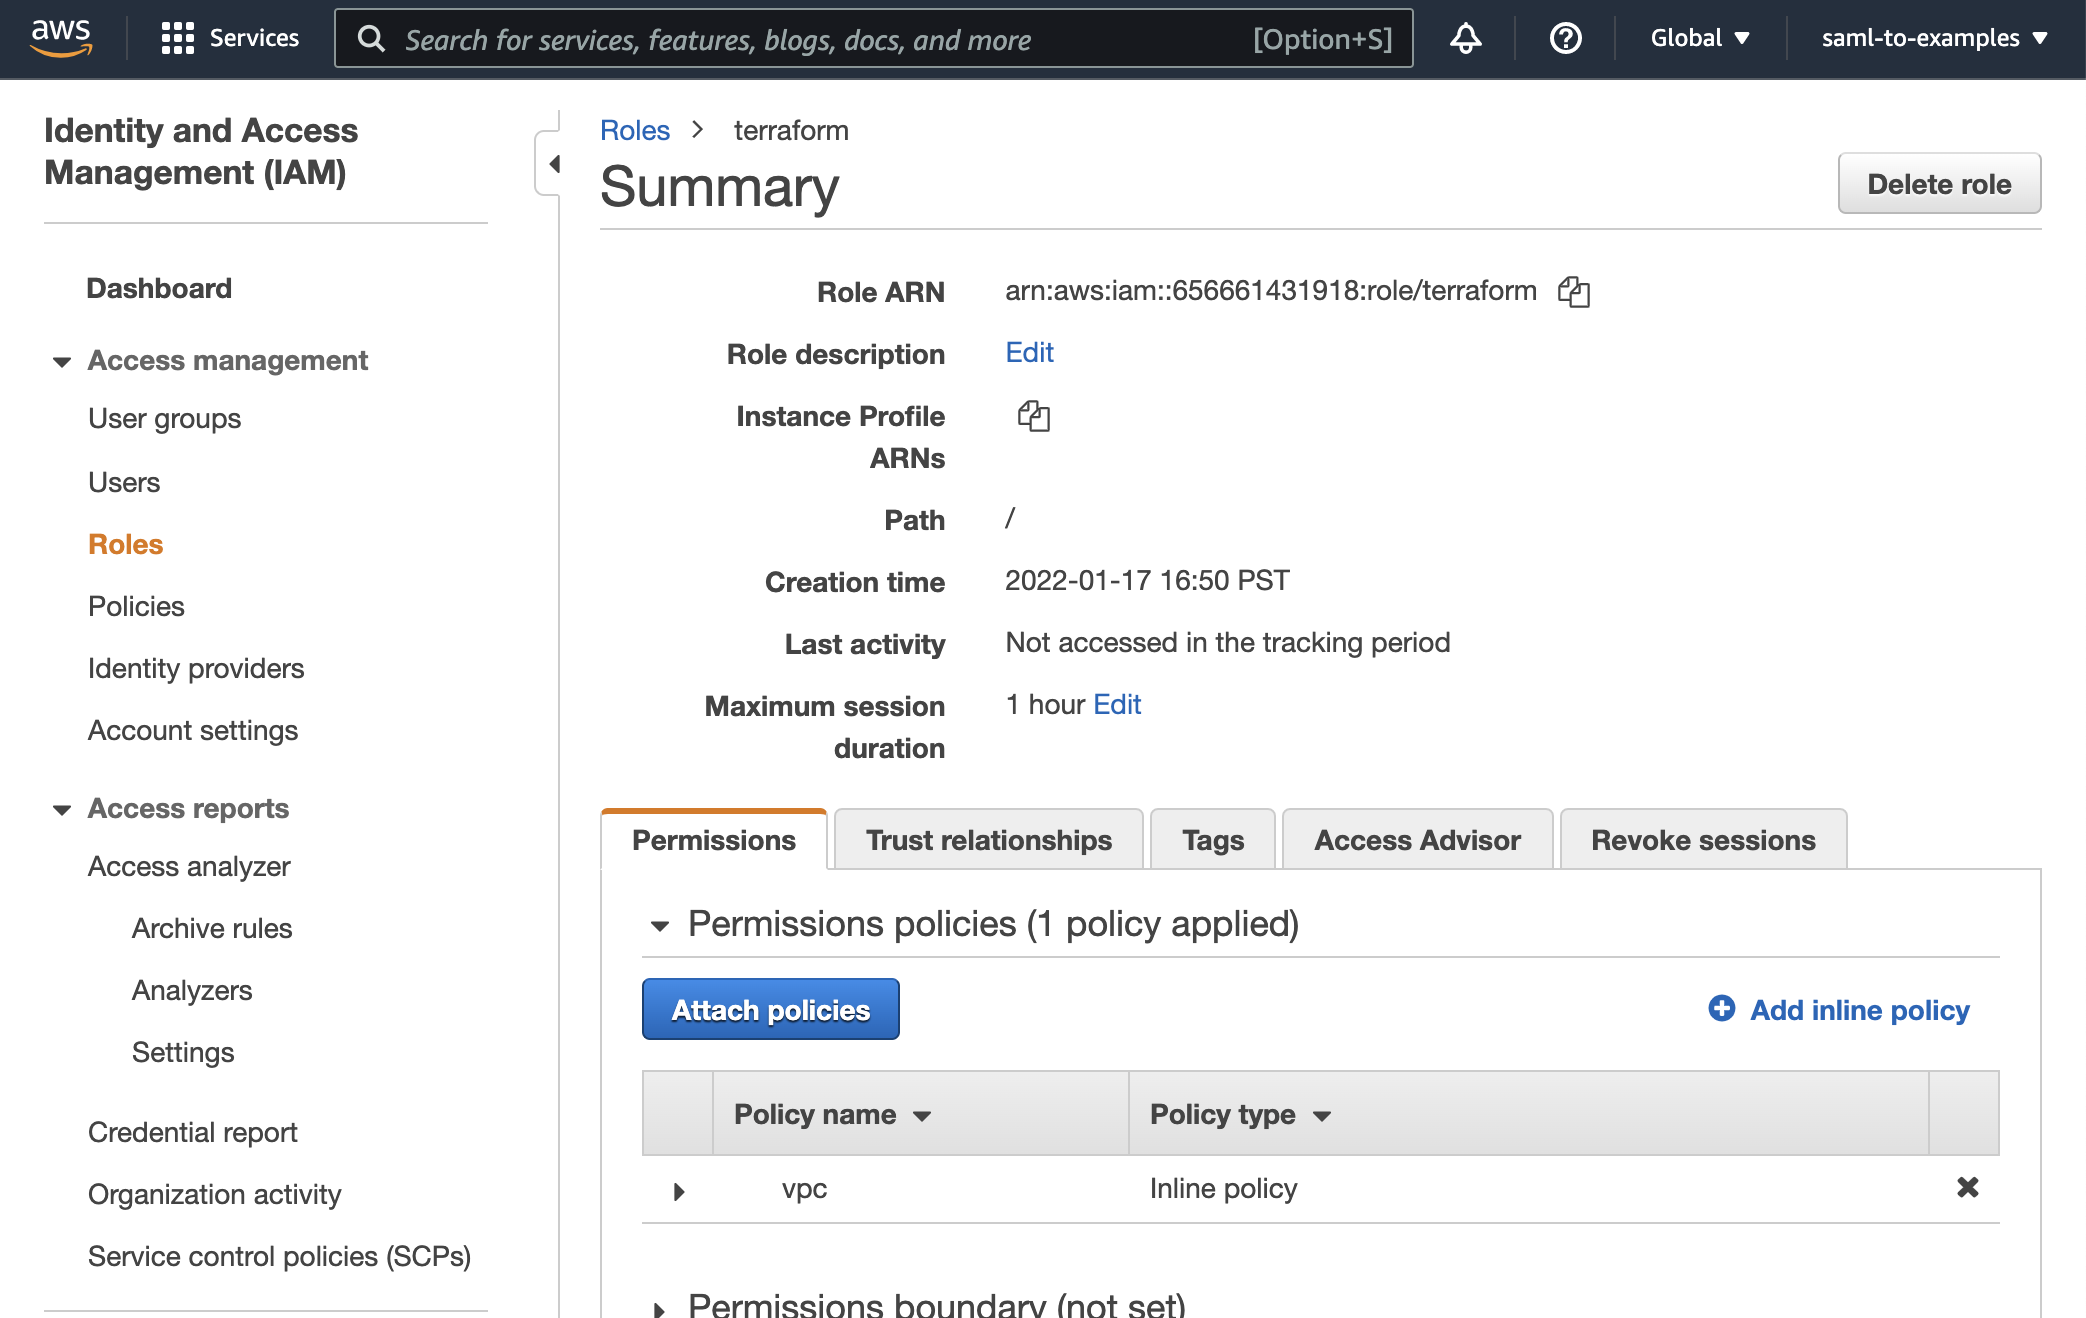 aws
Services
Search for services, features, blogs, docs, and more
[Option+S]
Global
saml-to-examples
Identity and Access
Management (IAM)
Dashboard
Access management
User groups
Users
Roles
Policies
Identity providers
Account settings
Access reports
Access analyzer
Archive rules
Analyzers
Settings
Credential report
Organization activity
Service control policies (SCPs)
Roles > terraform
Summary
Delete role
Role ARN arn:aws:iam::656661431918:role/terraform
Role description Edit
Instance Profile
ARNs
Path /
Creation time 2022-01-17 16:50 PST
Last activity Not accessed in the tracking period
Maximum session 1 hour Edit
duration
Permissions Trust relationships Tags Access Advisor Revoke sessions
Permissions policies (1 policy applied)
Attach policies
Add inline policy
Policy name Policy type
vpc Inline policy
Permissions boundary (not set)